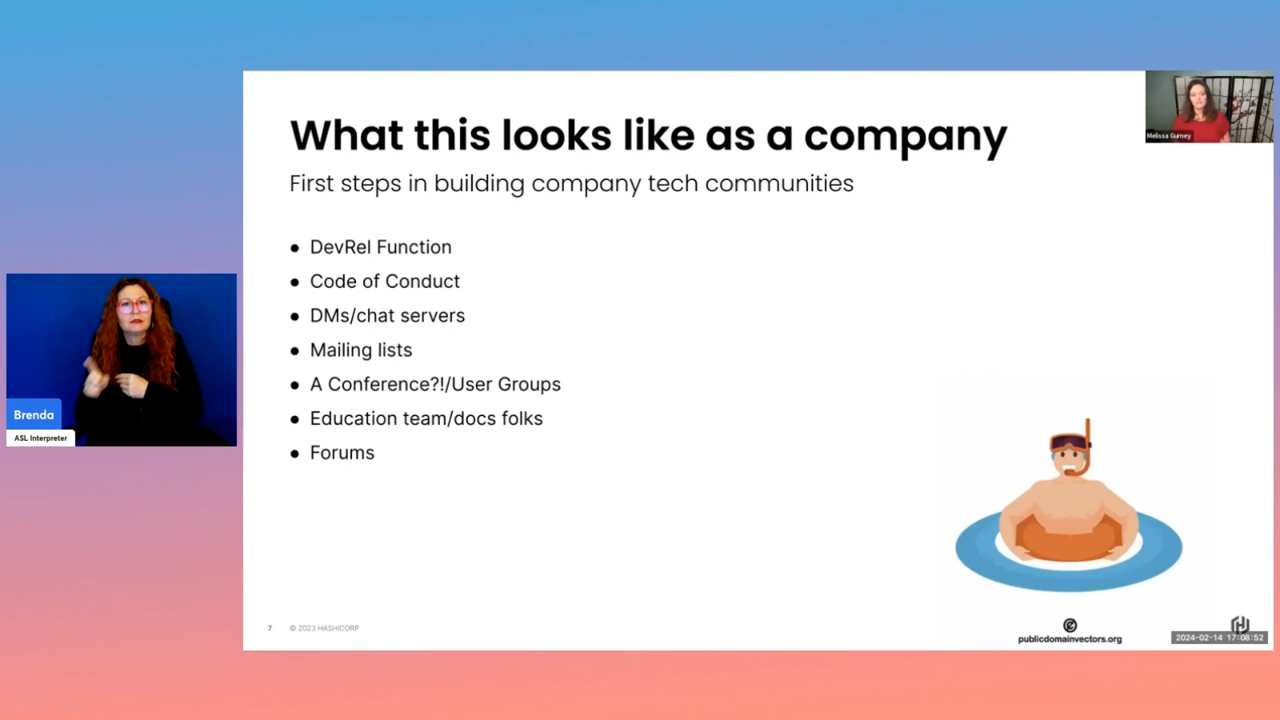 What this looks like as a company
First steps in building company tech communities
Melissa Gurney
● DevRel Function
● Code of Conduct
● DMs/chat servers
● Mailing lists
● A Conference?!/User Groups
● Education team/docs folks
● Forums
Brenda
ASL Interpreter
7 © 2023 HASHICORP
publicdomainvectors.org
2024-02-14 17:08:52